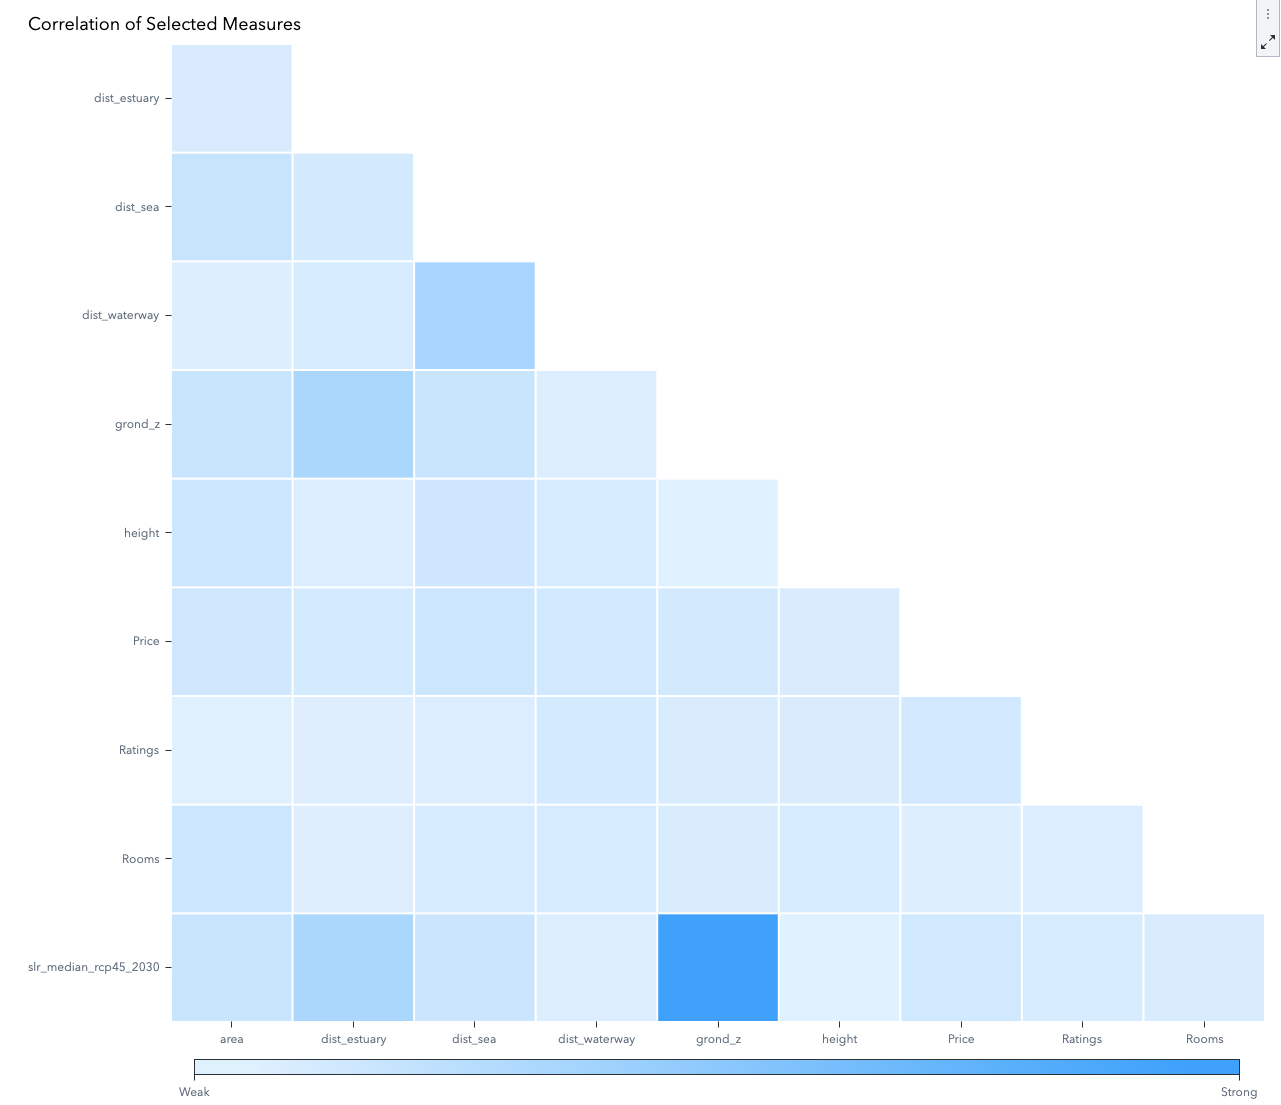 Correlation of Selected Measures
dist_estuary
dist_sea
dist_waterway
grond_z
height
Price
Ratings
Rooms
slr_median_rcp45_2030
area dist_estuary dist_sea dist_waterway grond_z height Price Ratings Rooms
Weak Strong